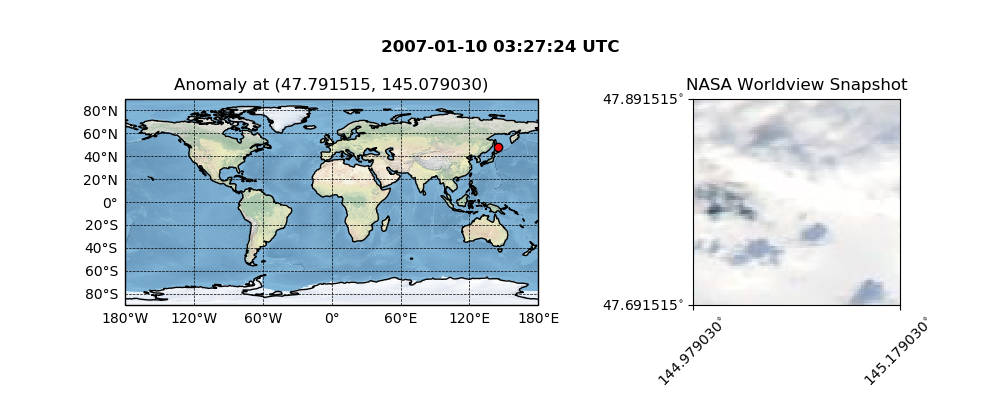 2007-01-10 03:27:24 UTC
Anomaly at (47.791515, 145.079030)
80°N
60°N
40°N
20°N
0°
20°S
40°S
60°S
80°S
180°W 120°W 60°W 0° 60°E 120°E 180°E
NASA Worldview Snapshot
47.891515°
47.691515°
144.979030°
145.179030°